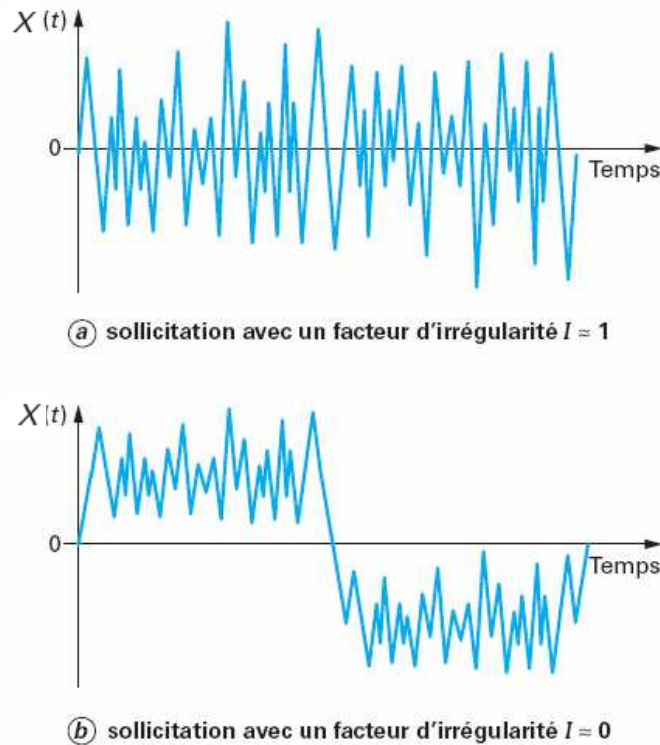 X (t)
0
Temps
a sollicitation avec un facteur d'irrégularité I ≈ 1
X (t)
0
Temps
b sollicitation avec un facteur d'irrégularité I ≈ 0